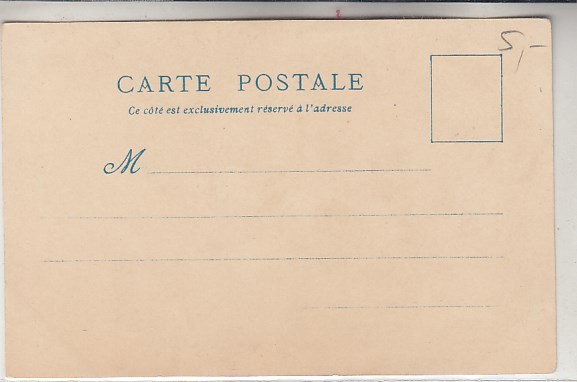 5,-
CARTE POSTALE
Ce côté est exclusivement réservé à l'adresse
M